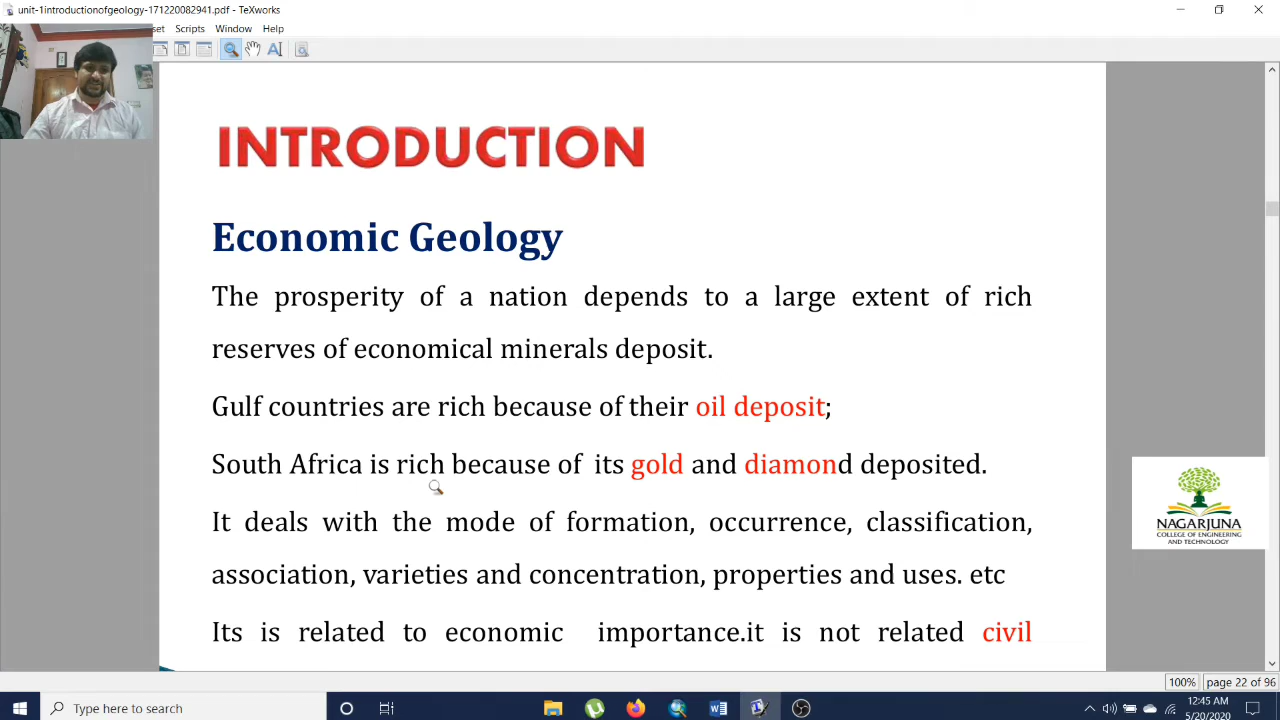 unit-1introductionofgeology-171220082941.pdf - TeXworks
set Scripts Window Help
INTRODUCTION
Economic Geology
The prosperity of a nation depends to a large extent of rich
reserves of economical minerals deposit.
Gulf countries are rich because of their oil deposit;
South Africa is rich because of its gold and diamond deposited.
It deals with the mode of formation, occurrence, classification,
association, varieties and concentration, properties and uses. etc
Its is related to economic importance.it is not related civil
NAGARJUNA
COLLEGE OF ENGINEERING
AND TECHNOLOGY
100% page 22 of 96
Type here to search
12:45 AM
5/20/2020